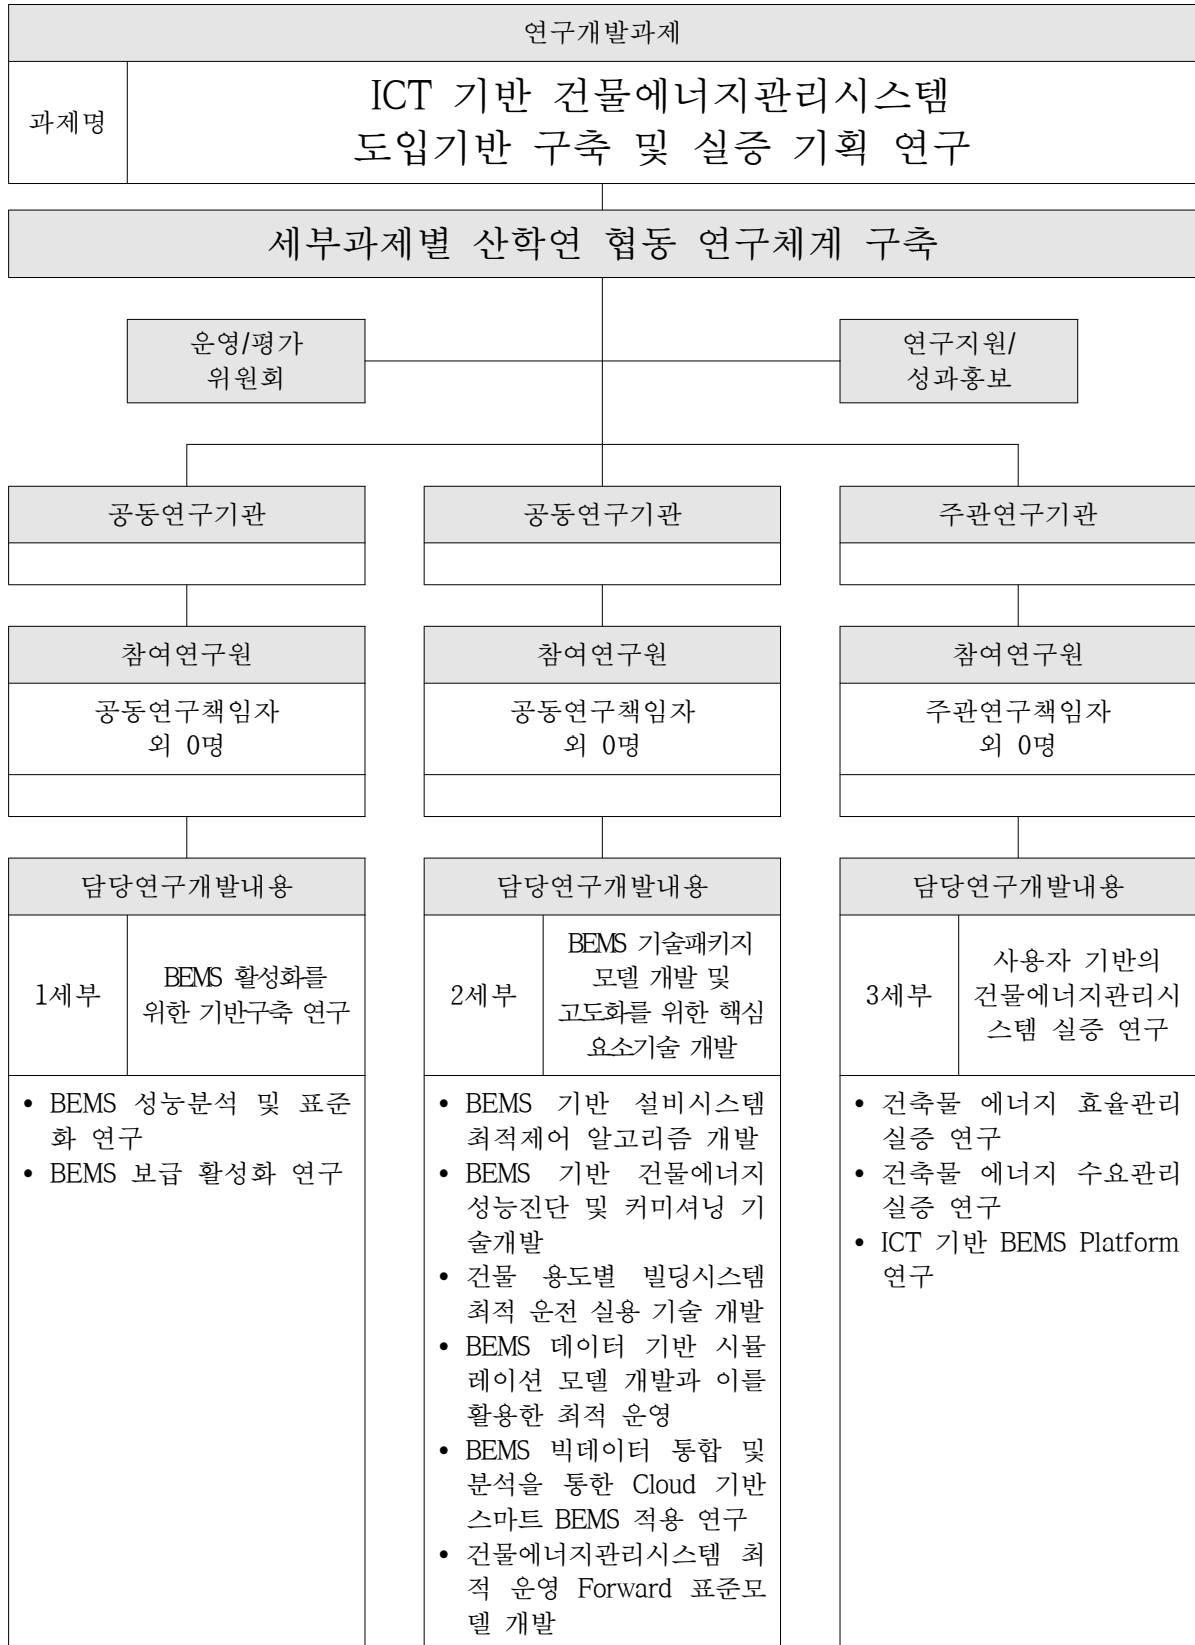 연구개발과제
과제명
ICT 기반 건물에너지관리시스템
도입기반 구축 및 실증 기획 연구
세부과제별 산학연 협동 연구체계 구축
운영/평가
위원회
연구지원/
성과홍보
공동연구기관
공동연구기관
주관연구기관
참여연구원
참여연구원
참여연구원
공동연구책임자
외 0명
공동연구책임자
외 0명
주관연구책임자
외 0명
담당연구개발내용
담당연구개발내용
담당연구개발내용
1세부
BEMS 활성화를
위한 기반구축 연구
• BEMS 성능분석 및 표준
화 연구
• BEMS 보급 활성화 연구
2세부
BEMS 기술패키지
모델 개발 및
고도화를 위한 핵심
요소기술 개발
• BEMS 기반 설비시스템
최적제어 알고리즘 개발
• BEMS 기반 건물에너지
성능진단 및 커미셔닝 기
술개발
• 건물 용도별 빌딩시스템
최적 운전 실용 기술 개발
• BEMS 데이터 기반 시뮬
레이션 모델 개발과 이를
활용한 최적 운영
• BEMS 빅데이터 통합 및
분석을 통한 Cloud 기반
스마트 BEMS 적용 연구
• 건물에너지관리시스템 최
적 운영 Forward 표준모
델 개발
3세부
사용자 기반의
건물에너지관리시
스템 실증 연구
• 건축물 에너지 효율관리
실증 연구
• 건축물 에너지 수요관리
실증 연구
• ICT 기반 BEMS Platform
연구